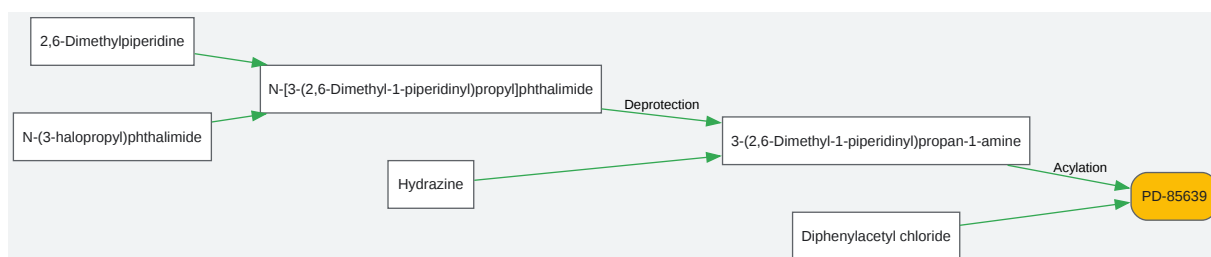 2,6-Dimethylpiperidine
N-(3-halopropyl)phthalimide
N-[3-(2,6-Dimethyl-1-piperidinyl)propyl]phthalimide
Deprotection
Hydrazine
3-(2,6-Dimethyl-1-piperidinyl)propan-1-amine
Acylation
Diphenylacetyl chloride
PD-85639